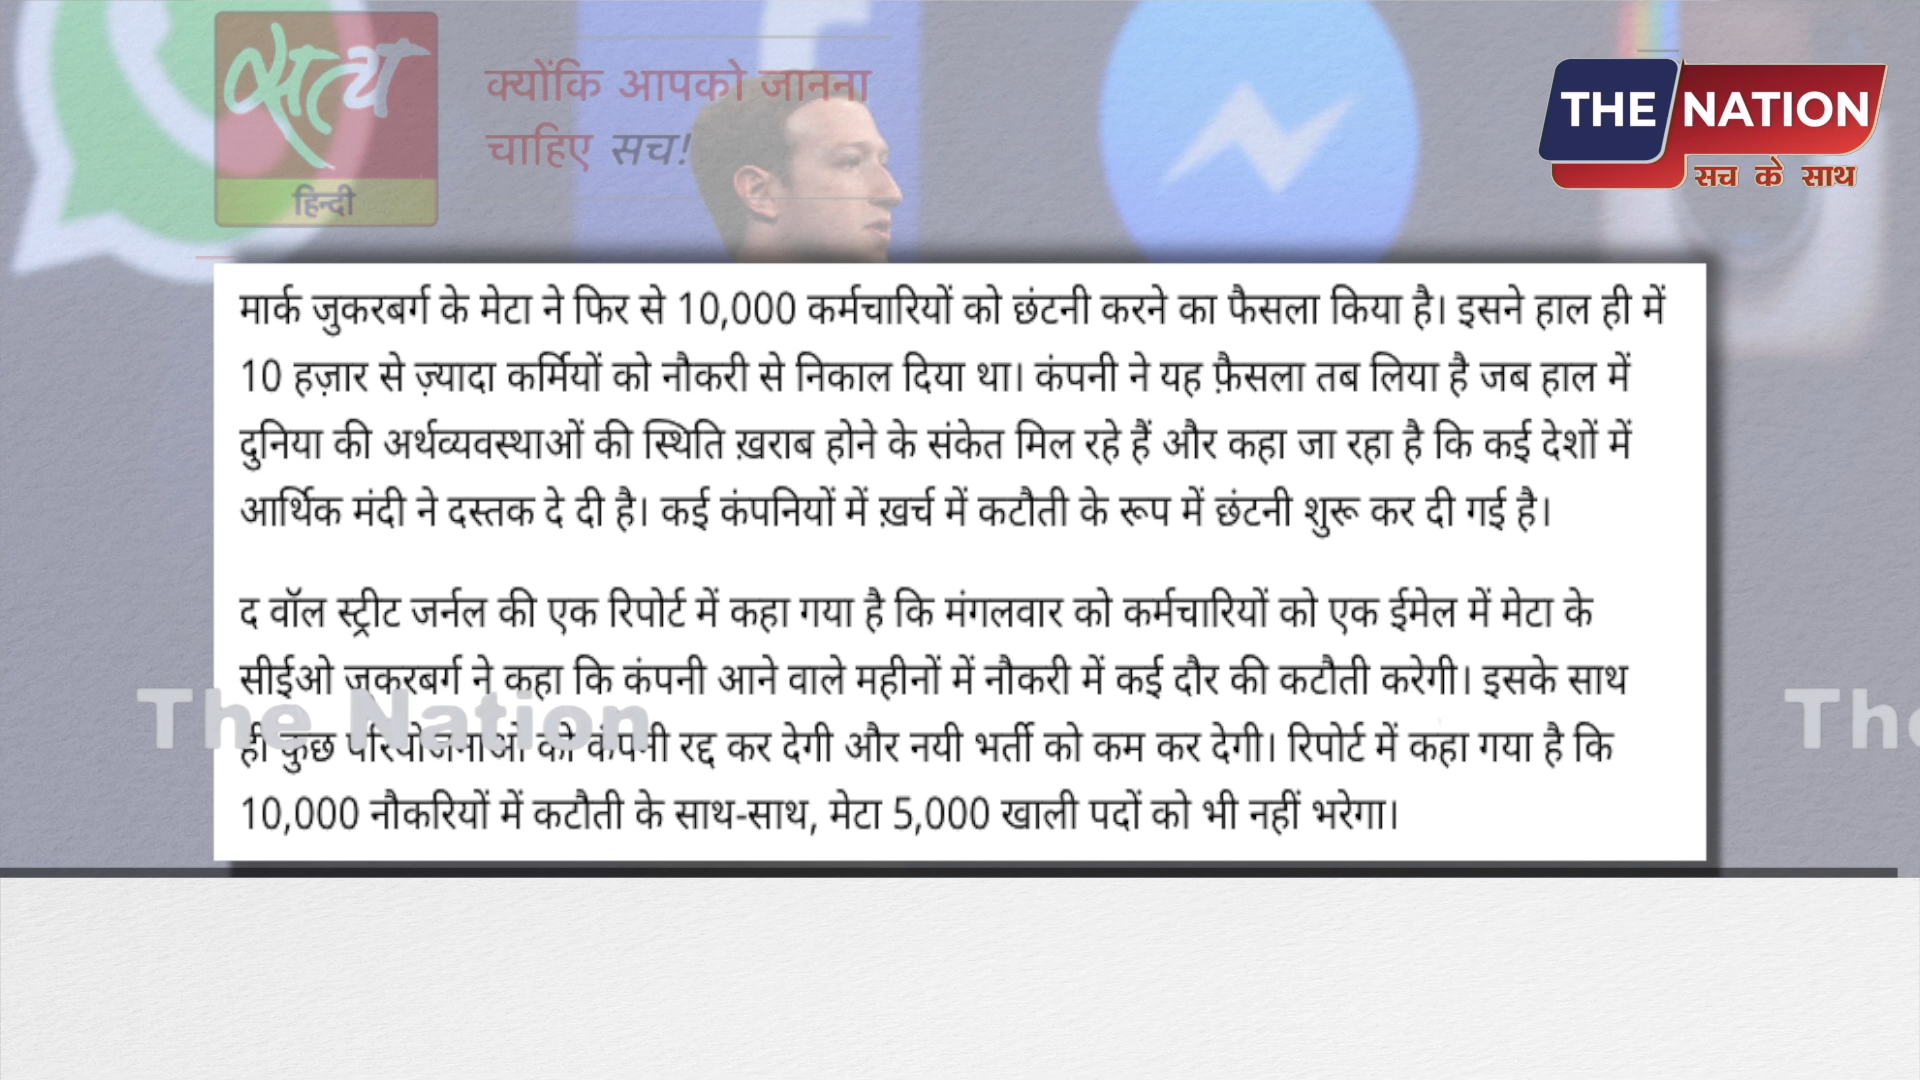 सत्य
हिन्दी
क्योंकि आपको जानना
चाहिए सच!
THE NATION
सच के साथ
मार्क जुकरबर्ग के मेटा ने फिर से 10,000 कर्मचारियों को छंटनी करने का फैसला किया है। इसने हाल ही में
10 हज़ार से ज़्यादा कर्मियों को नौकरी से निकाल दिया था। कंपनी ने यह फ़ैसला तब लिया है जब हाल में
दुनिया की अर्थव्यवस्थाओं की स्थिति ख़राब होने के संकेत मिल रहे हैं और कहा जा रहा है कि कई देशों में
आर्थिक मंदी ने दस्तक दे दी है। कई कंपनियों में ख़र्च में कटौती के रूप में छंटनी शुरू कर दी गई है।
द वॉल स्ट्रीट जर्नल की एक रिपोर्ट में कहा गया है कि मंगलवार को कर्मचारियों को एक ईमेल में मेटा के
सीईओ जुकरबर्ग ने कहा कि कंपनी आने वाले महीनों में नौकरी में कई दौर की कटौती करेगी। इसके साथ
ही कुछ परियोजनाओं को कंपनी रद्द कर देगी और नयी भर्ती को कम कर देगी। रिपोर्ट में कहा गया है कि
10,000 नौकरियों में कटौती के साथ-साथ, मेटा 5,000 खाली पदों को भी नहीं भरेगा।
The Nation
The